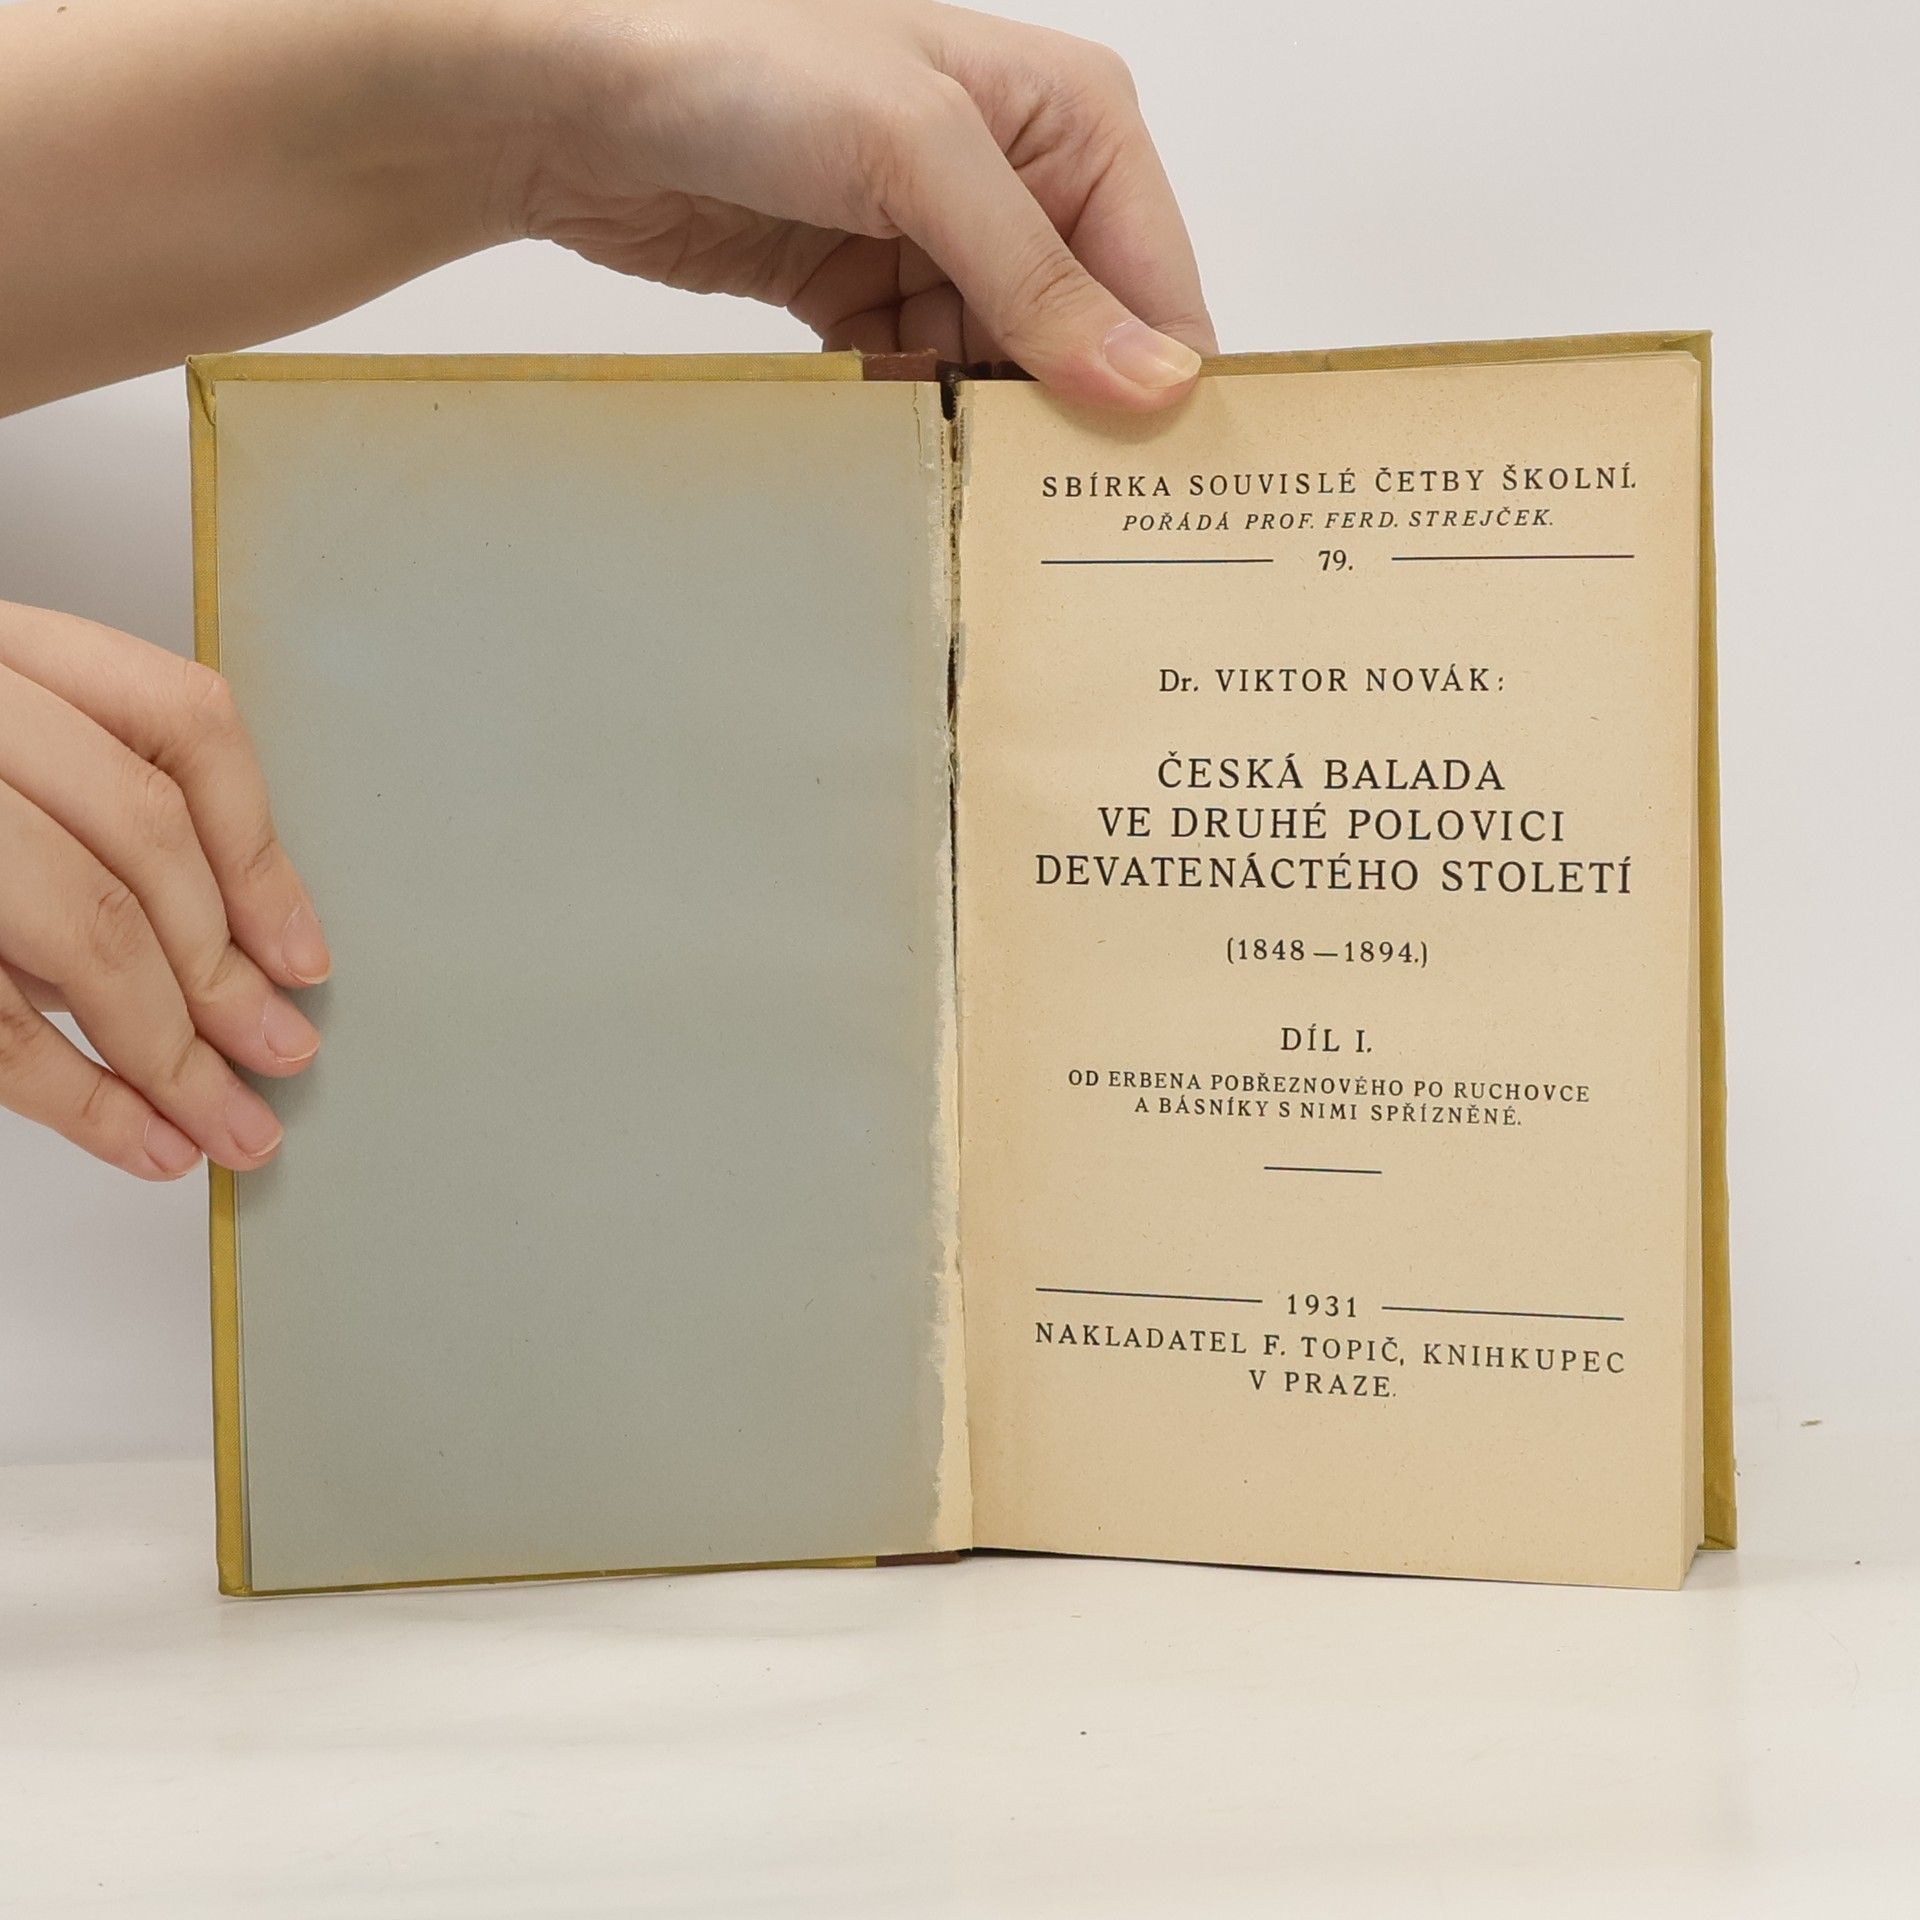 SBÍRKA SOUVISLÉ ČETBY ŠKOLNÍ.
POŘÁDÁ PROF. FERD. STREJČEK.
79.
Dr. VIKTOR NOVÁK:
ČESKÁ BALADA
VE DRUHÉ POLOVICI
DEVATENÁCTÉHO STOLETÍ
(1848—1894.)
DÍL I.
OD ERBENA POBŘEZNOVÉHO PO RUCHOVCE
A BÁSNÍKY S NIMI SPŘÍZNĚNÉ.
1931
NAKLADATEL F. TOPIČ, KNIHKUPEC
V PRAZE.